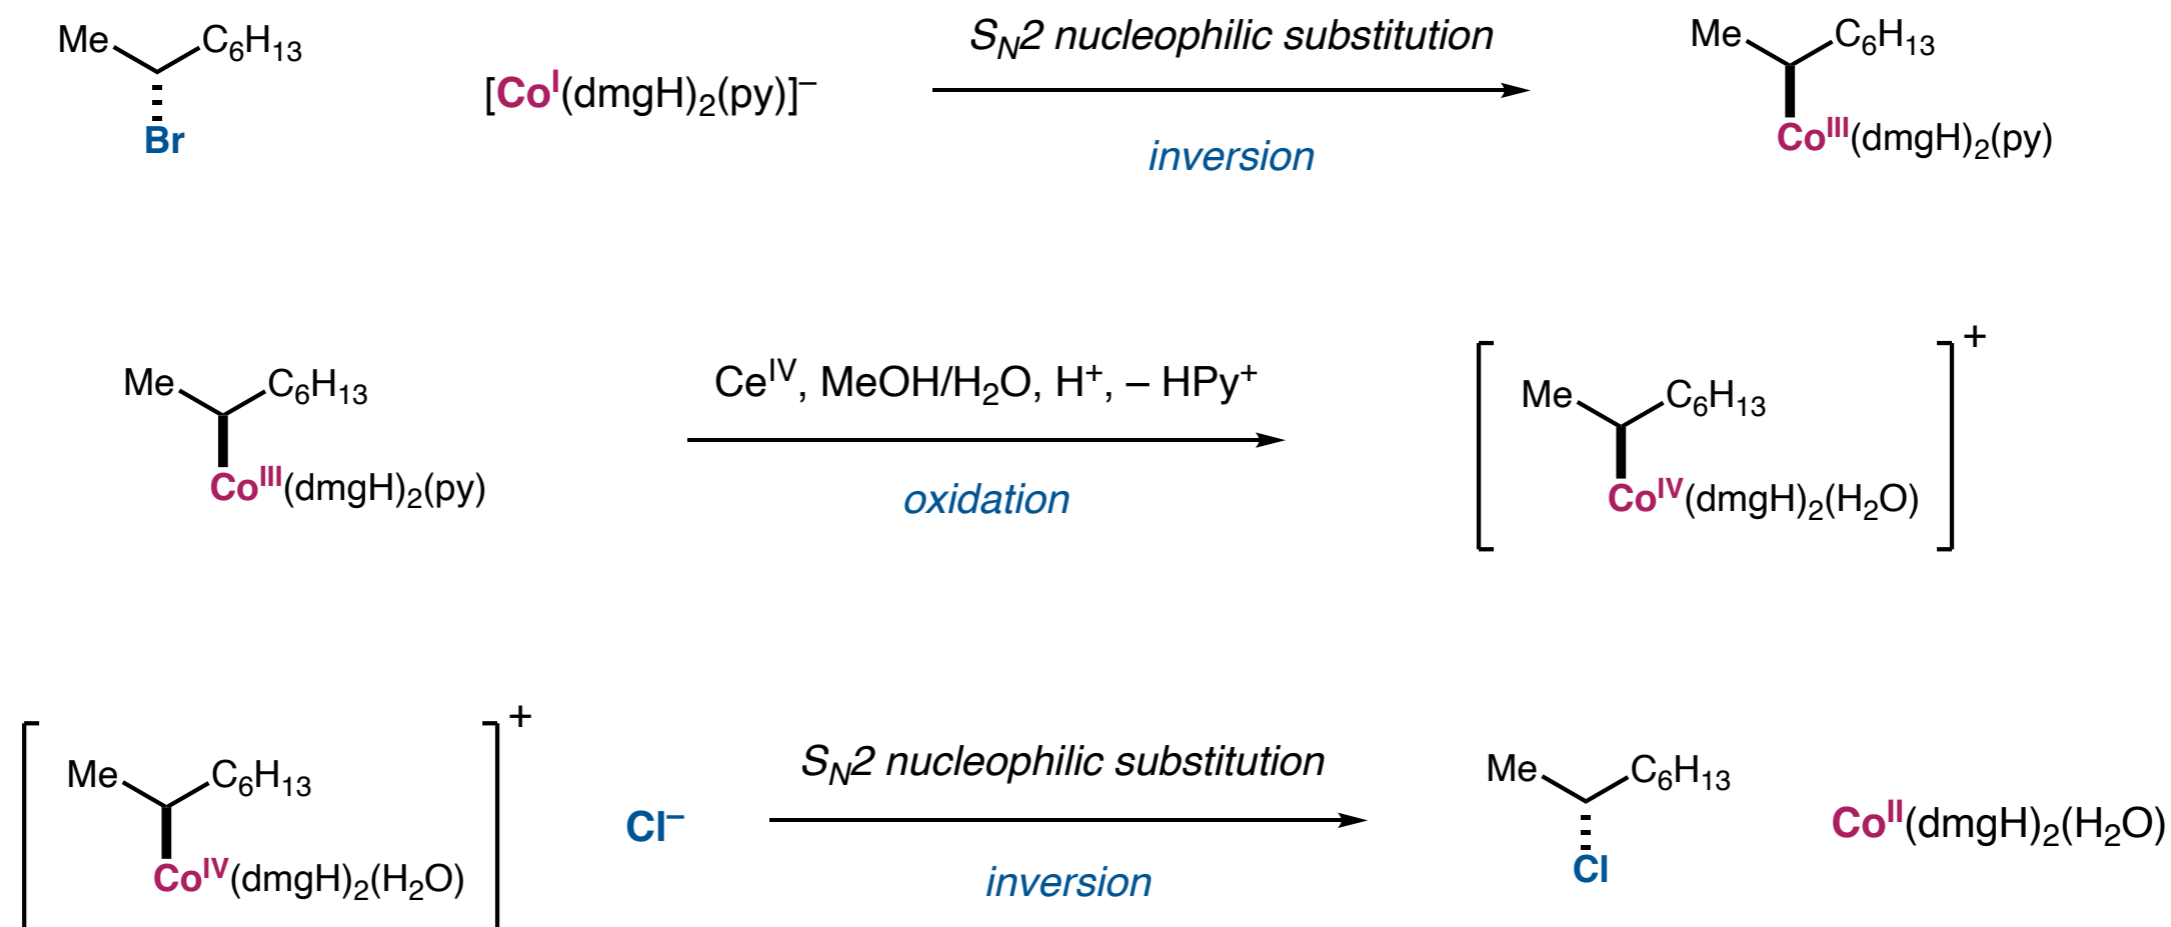 Me C₆H₁₃ Br [Coᴵ(dmgH)₂(py)]⁻ S_N2 nucleophilic substitution inversion Me C₆H₁₃ Coᴵᴵᴵ(dmgH)₂(py)
Me C₆H₁₃ Coᴵᴵᴵ(dmgH)₂(py) Ceᴵⱽ, MeOH/H₂O, H⁺, – HPy⁺ oxidation Me C₆H₁₃ Coᴵⱽ(dmgH)₂(H₂O) +
Me C₆H₁₃ Coᴵⱽ(dmgH)₂(H₂O) + Cl⁻ S_N2 nucleophilic substitution inversion Me C₆H₁₃ Cl Coᴵᴵ(dmgH)₂(H₂O)